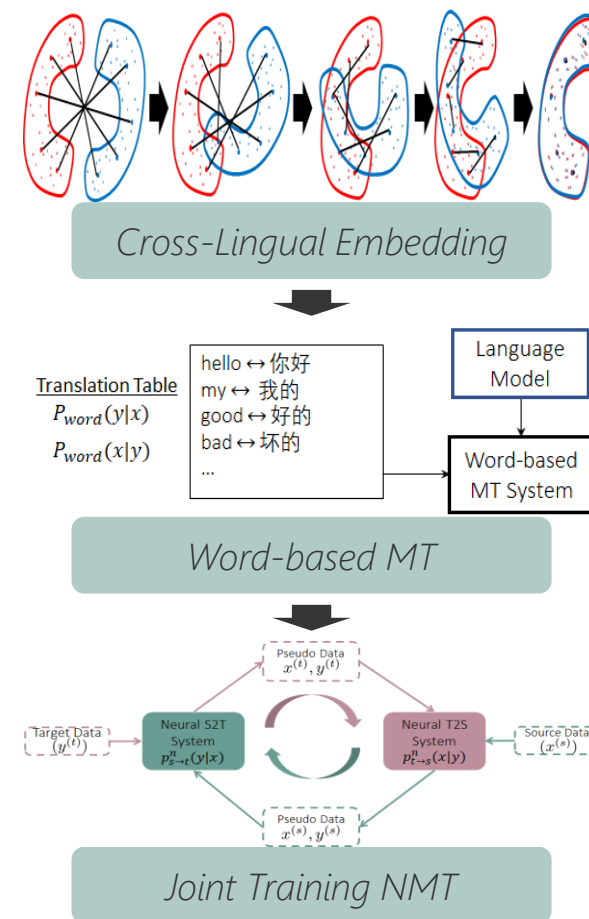 Cross-Lingual Embedding
Translation Table
P_word(y|x)
P_word(x|y)
hello ↔ 你好
my ↔ 我的
good ↔ 好的
bad ↔ 坏的
...
Language
Model
Word-based
MT System
Word-based MT
Pseudo Data
x^(t), y^(t)
Target Data
(y^(t))
Neural S2T
System
p^n_s→t(y|x)
Neural T2S
System
p^n_t→s(x|y)
Source Data
(x^(s))
Pseudo Data
x^(s), y^(s)
Joint Training NMT